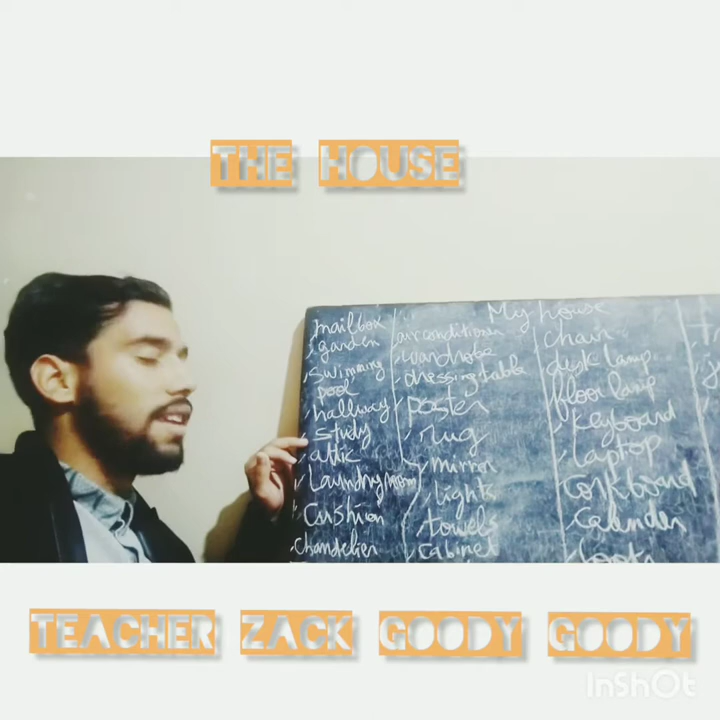 THE HOUSE
My house
mailbox
garden
swimming
pool
hallway
study
attic
Laundry room
Cushion
chandelier
air conditioner
wardrobe
dressing table
poster
rug
mirror
lights
towels
cabinet
chair
desk lamp
floor lamp
keyboard
laptop
corkboard
calander
TEACHER ZACK GOODY GOODY
InShOt